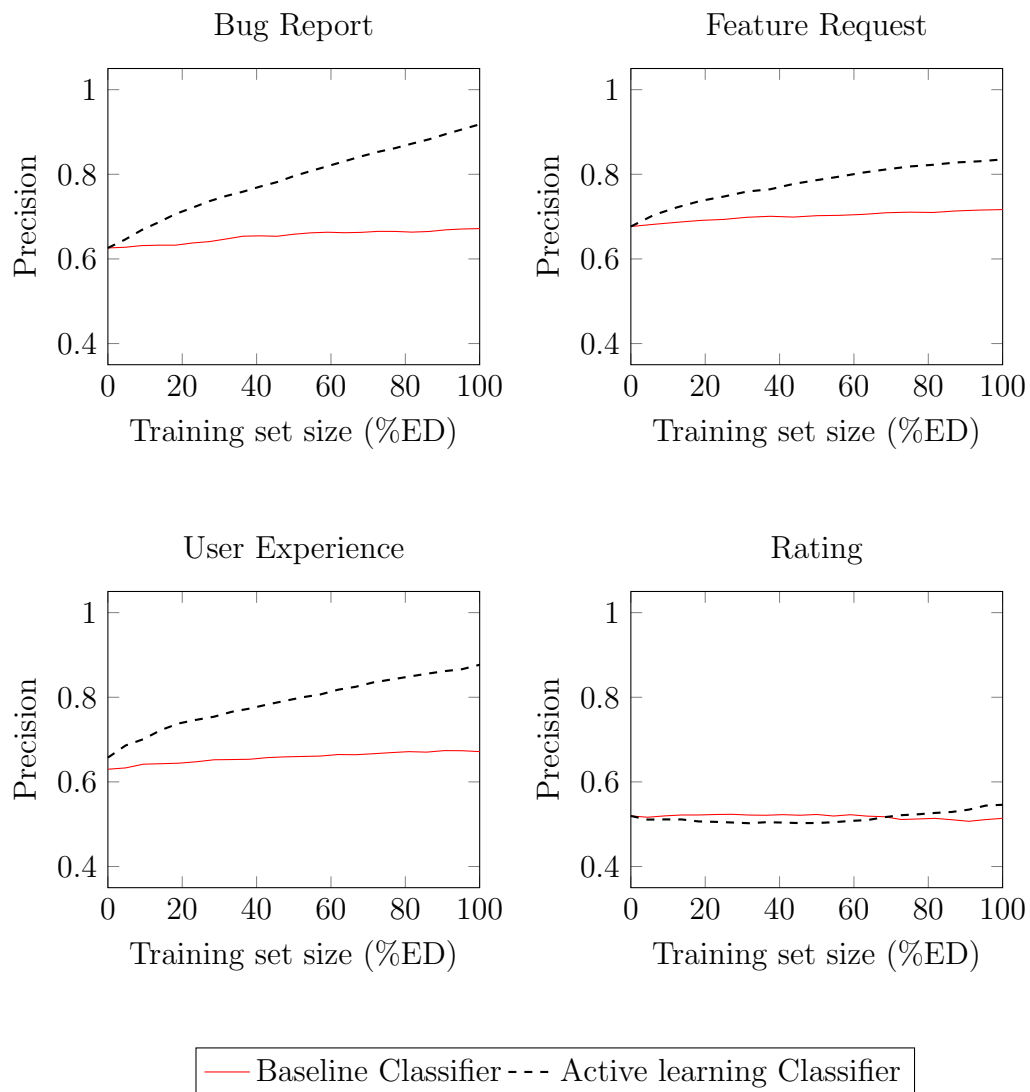 Bug Report
1
0.8
0.6
0.4
Precision
0 20 40 60 80 100
Training set size (%ED)
Feature Request
1
0.8
0.6
0.4
Precision
0 20 40 60 80 100
Training set size (%ED)
User Experience
1
0.8
0.6
0.4
Precision
0 20 40 60 80 100
Training set size (%ED)
Rating
1
0.8
0.6
0.4
Precision
0 20 40 60 80 100
Training set size (%ED)
Baseline Classifier Active learning Classifier